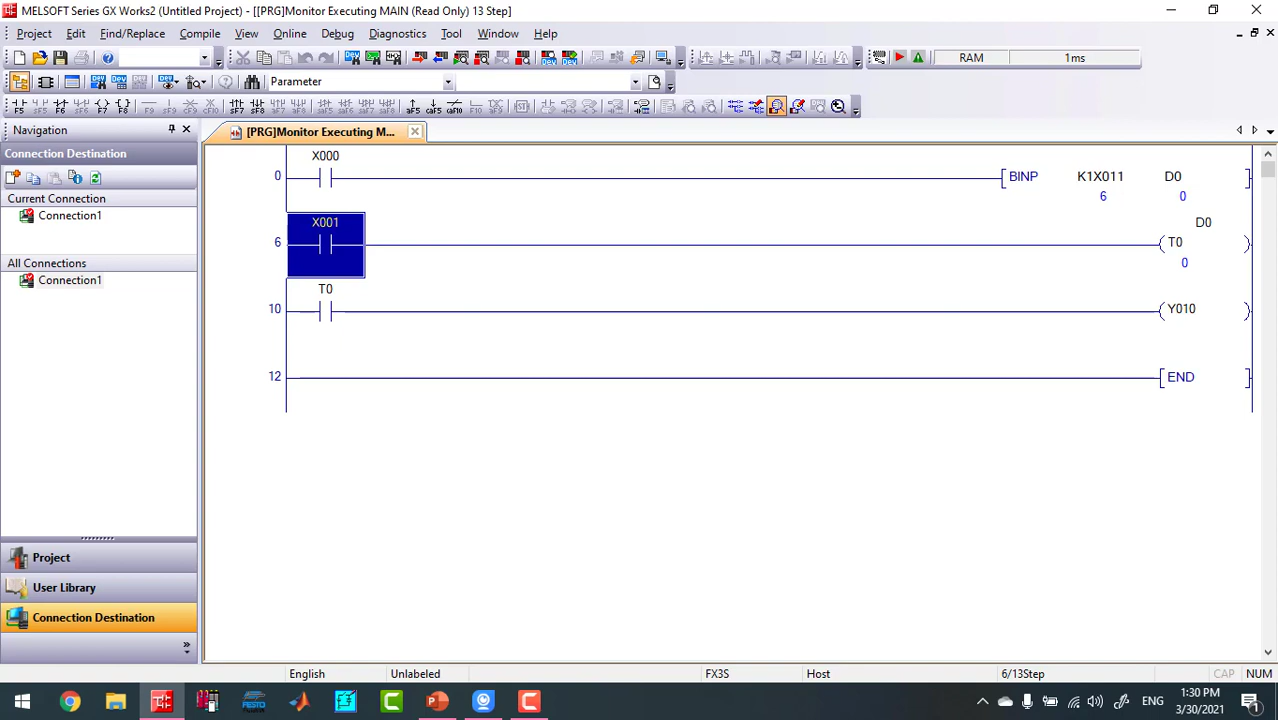 MELSOFT Series GX Works2 (Untitled Project) - [[PRG]Monitor Executing MAIN (Read Only) 13 Step]
Project Edit Find/Replace Compile View Online Debug Diagnostics Tool Window Help
RAM 1ms
Parameter
Navigation
[PRG]Monitor Executing M...
Connection Destination
Current Connection
Connection1
All Connections
Connection1
X000
0 BINP K1X011 D0
6 0
X001 D0
6 T0
0
T0
10 Y010
12 END
Project
User Library
Connection Destination
English Unlabeled FX3S Host 6/13Step CAP NUM
ENG 1:30 PM
3/30/2021